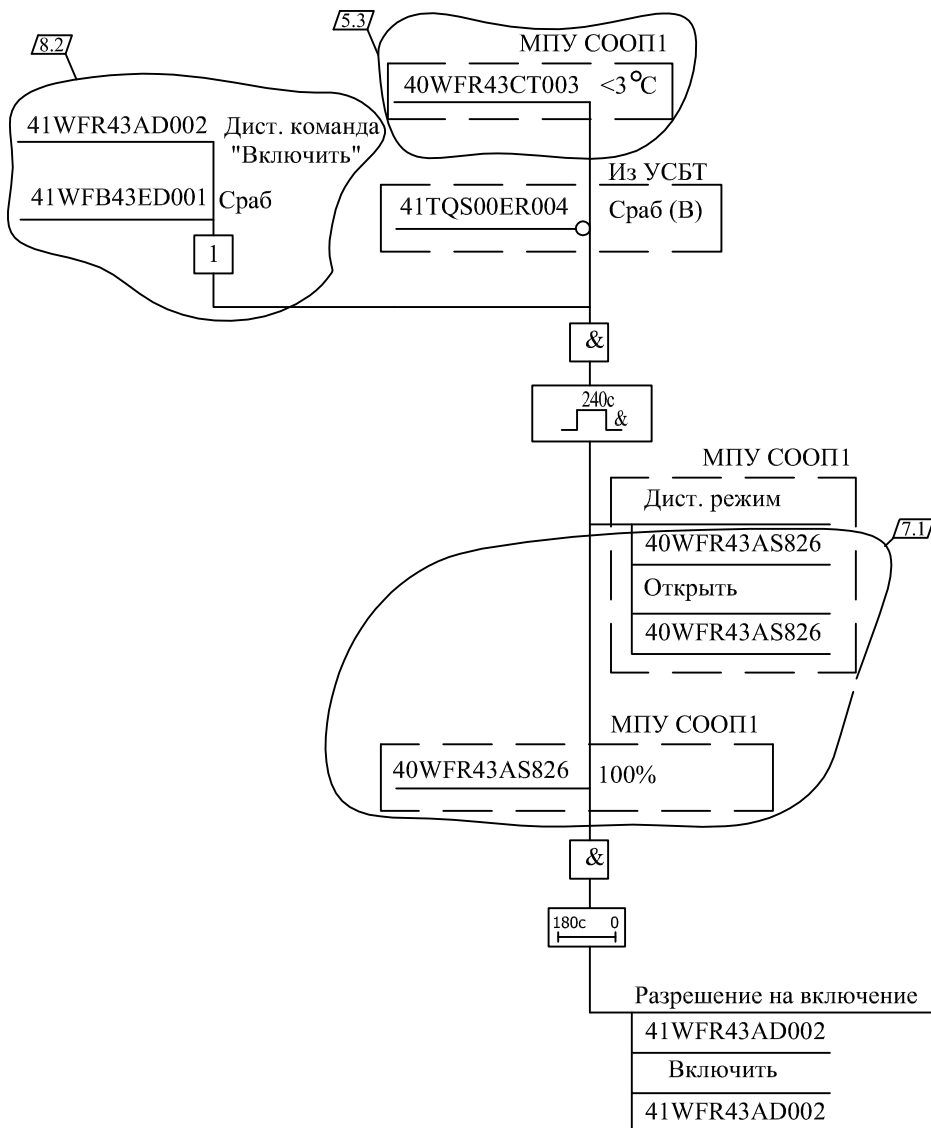 5.3
8.2
МПУ СООП1
40WFR43CT003 <3°C
41WFR43AD002 Дист. команда
"Включить"
Из УСБТ
41WFB43ED001 Сраб
41TQS00ER004 Сраб (В)
1
&
240с
&
МПУ СООП1
Дист. режим
7.1
40WFR43AS826
Открыть
40WFR43AS826
МПУ СООП1
40WFR43AS826 100%
&
180с 0
Разрешение на включение
41WFR43AD002
Включить
41WFR43AD002